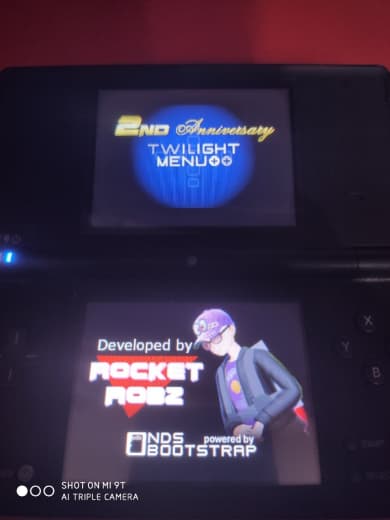 2ND Anniversary
TWiLIGHT
MENU++
Developed by
ROCKET
ROBZ
NDS powered by
BOOTSTRAP
X
Y
B
SHOT ON MI 9T
AI TRIPLE CAMERA